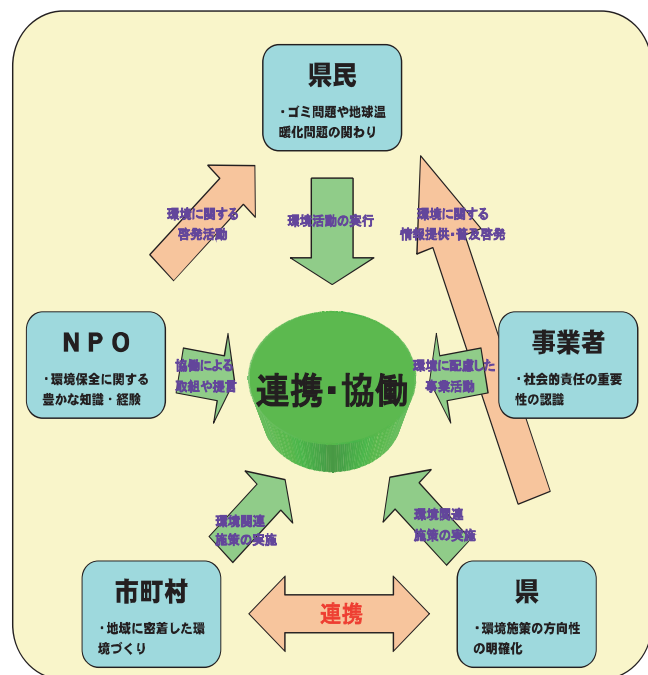 県民
・ゴミ問題や地球温
暖化問題の関わり
環境に関する
啓発活動
環境活動の実行
環境に関する
情報提供・普及啓発
ＮＰＯ
・環境保全に関する
豊かな知識・経験
協働による
取組や提言
連携・協働
環境に配慮した
事業活動
事業者
・社会的責任の重要
性の認識
環境関連
施策の実施
環境関連
施策の実施
市町村
・地域に密着した環
境づくり
連携
県
・環境施策の方向性
の明確化